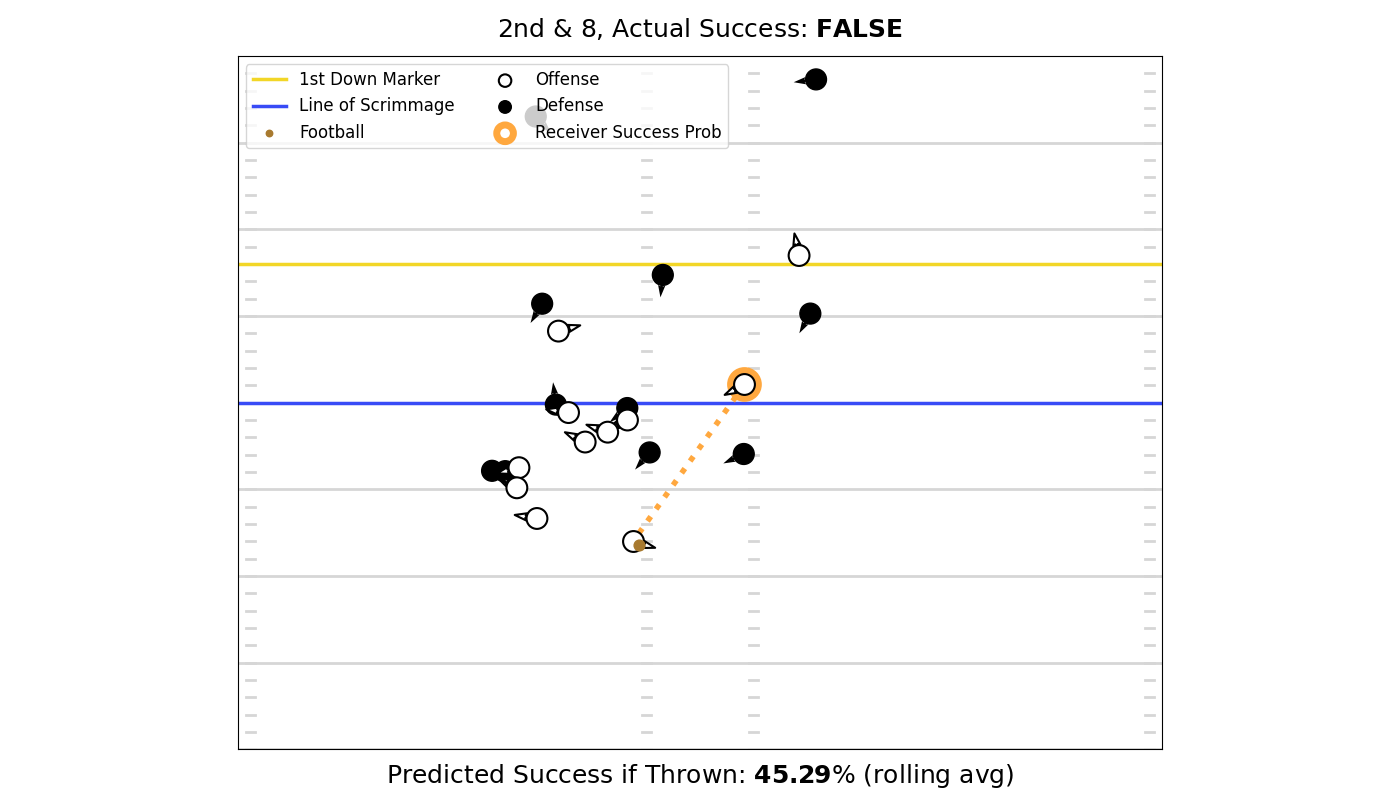 2nd & 8, Actual Success: FALSE
1st Down Marker
Line of Scrimmage
Football
Offense
Defense
Receiver Success Prob
Predicted Success if Thrown: 45.29% (rolling avg)